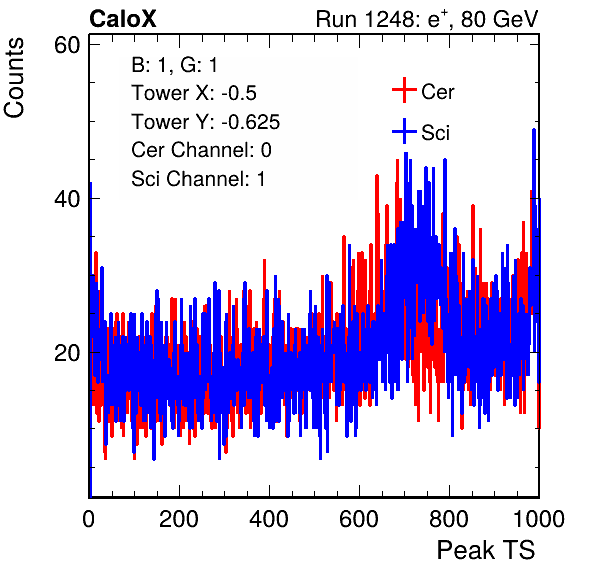 CaloX Run 1248: e⁺, 80 GeV
Counts
60
40
20
B: 1, G: 1
Tower X: -0.5
Tower Y: -0.625
Cer Channel: 0
Sci Channel: 1
Cer
Sci
0 200 400 600 800 1000
Peak TS